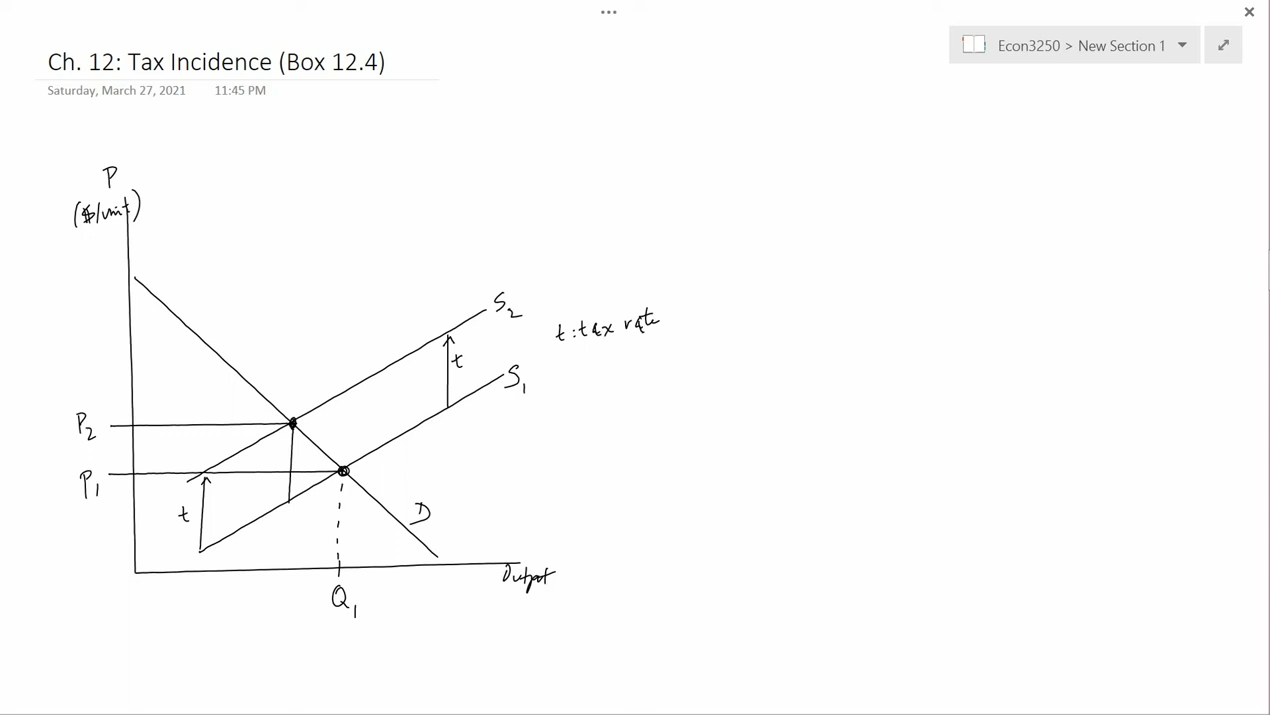 Econ3250 > New Section 1
Ch. 12: Tax Incidence (Box 12.4)
Saturday, March 27, 2021 11:45 PM
P
($/unit)
S2
t: tax rate
t
S1
P2
P1
t
D
Output
Q1